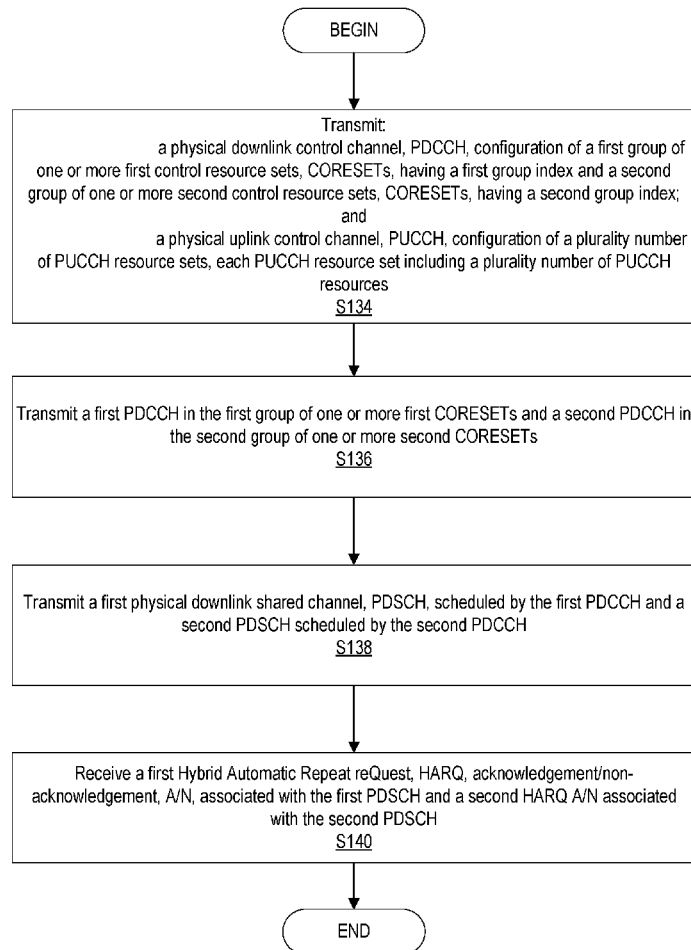 BEGIN
Transmit:
a physical downlink control channel, PDCCH, configuration of a first group of
one or more first control resource sets, CORESETs, having a first group index and a second
group of one or more second control resource sets, CORESETs, having a second group index;
and
a physical uplink control channel, PUCCH, configuration of a plurality number
of PUCCH resource sets, each PUCCH resource set including a plurality number of PUCCH
resources
S134
Transmit a first PDCCH in the first group of one or more first CORESETs and a second PDCCH in
the second group of one or more second CORESETs
S136
Transmit a first physical downlink shared channel, PDSCH, scheduled by the first PDCCH and a
second PDSCH scheduled by the second PDCCH
S138
Receive a first Hybrid Automatic Repeat reQuest, HARQ, acknowledgement/non-
acknowledgement, A/N, associated with the first PDSCH and a second HARQ A/N associated
with the second PDSCH
S140
END